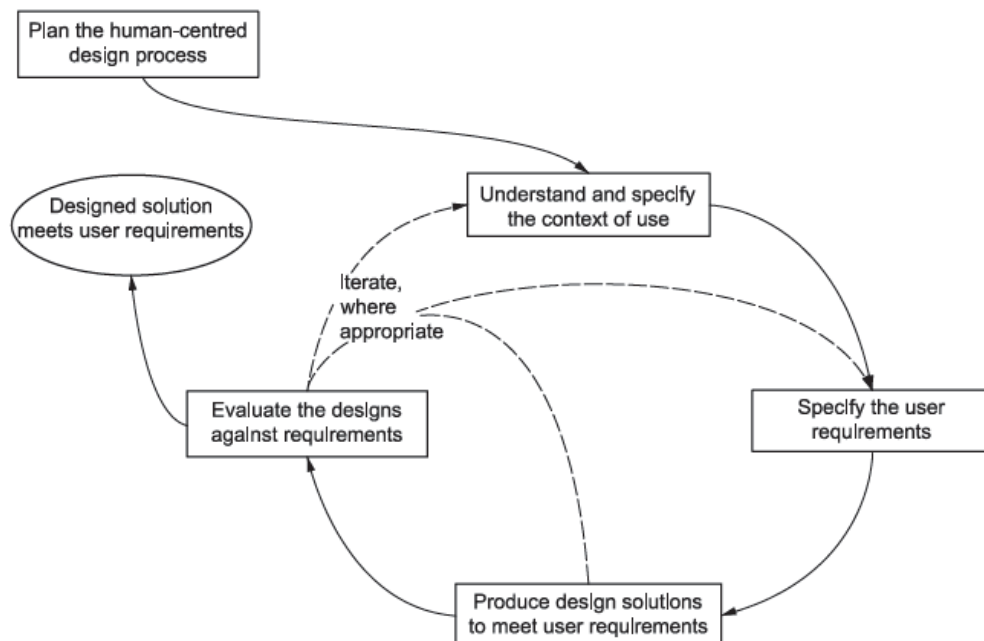 Plan the human-centred
design process
Understand and specify
the context of use
Designed solution
meets user requirements
Iterate,
where
appropriate
Evaluate the designs
against requirements
Specify the user
requirements
Produce design solutions
to meet user requirements